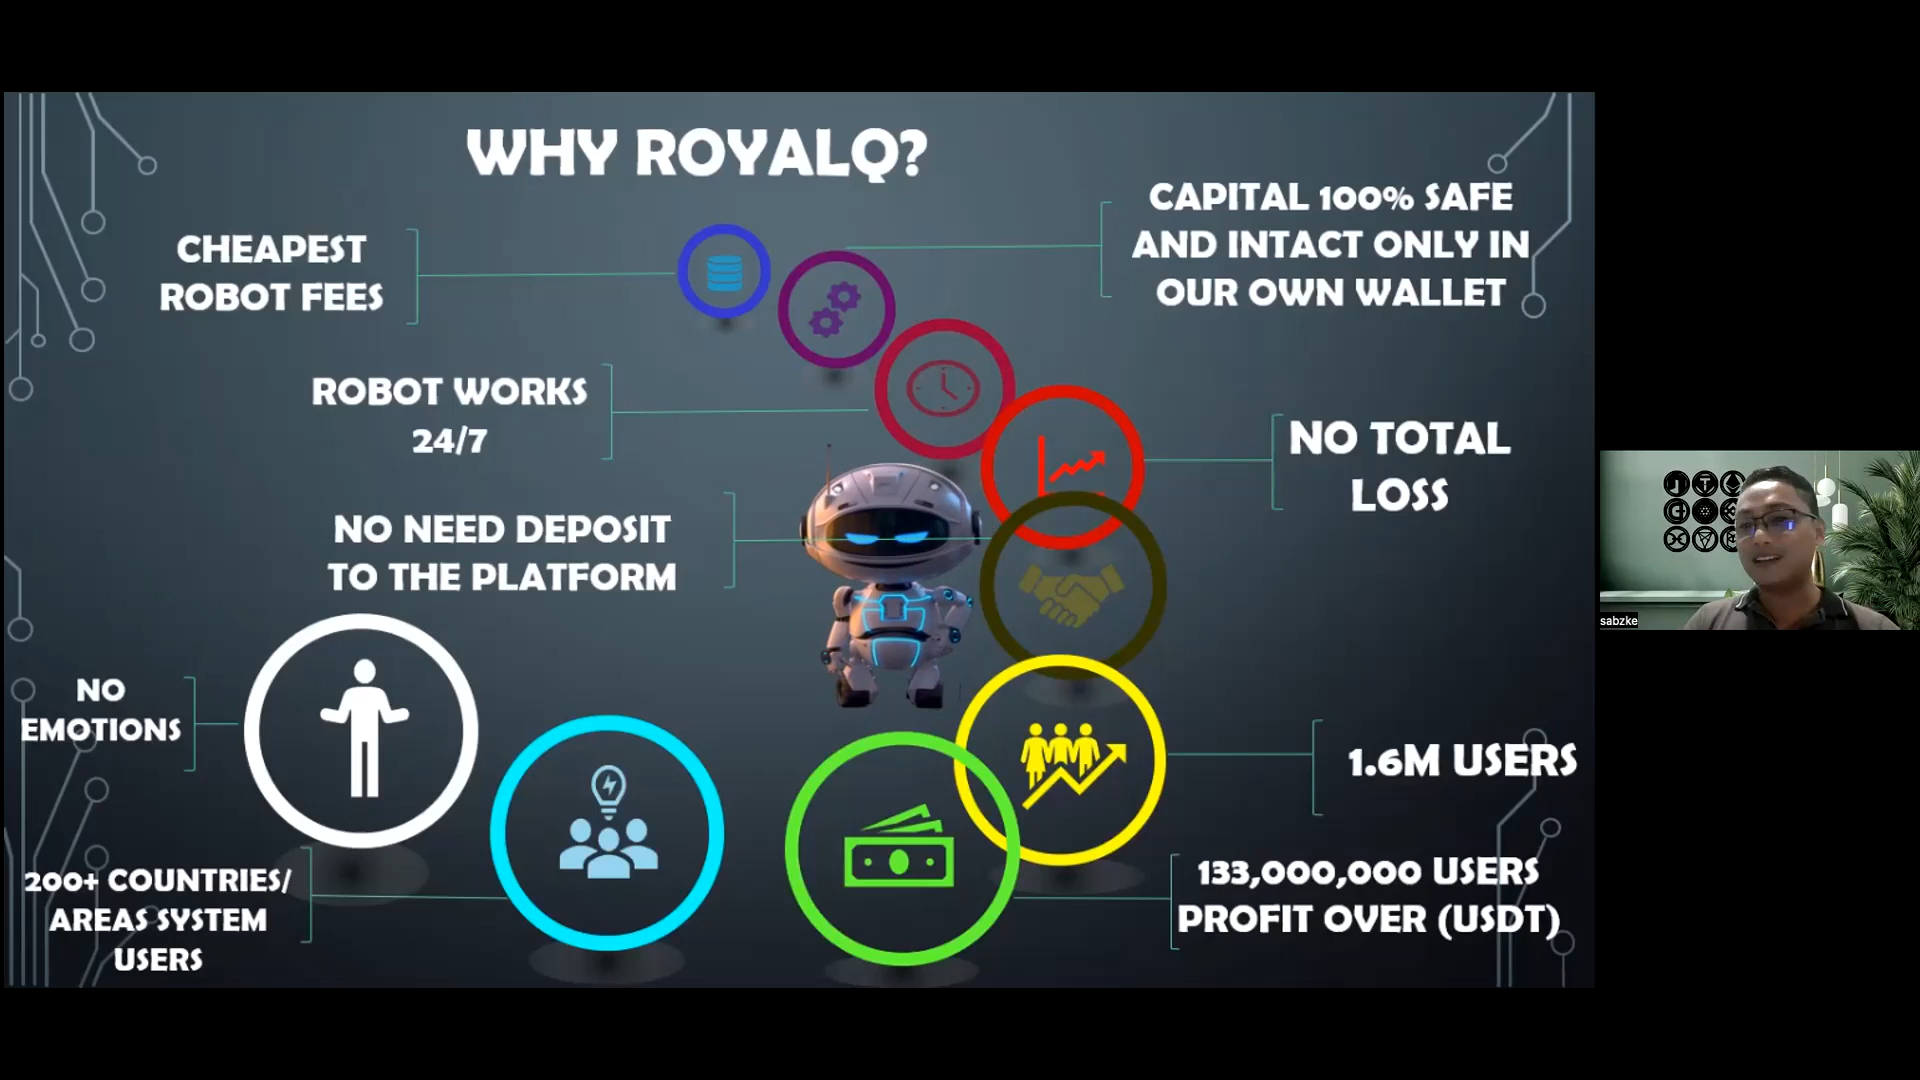 WHY ROYALQ?
CHEAPEST
ROBOT FEES
CAPITAL 100% SAFE
AND INTACT ONLY IN
OUR OWN WALLET
ROBOT WORKS
24/7
NO TOTAL
LOSS
NO NEED DEPOSIT
TO THE PLATFORM
NO
EMOTIONS
1.6M USERS
200+ COUNTRIES/
AREAS SYSTEM
USERS
133,000,000 USERS
PROFIT OVER (USDT)
sabzke